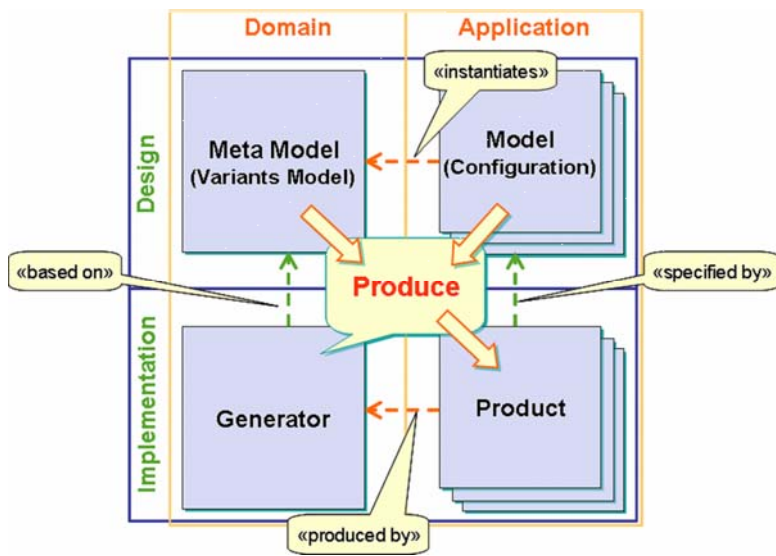 Domain
Application
«instantiates»
Design
Meta Model
(Variants Model)
Model
(Configuration)
«based on»
Produce
«specified by»
Implementation
Generator
Product
«produced by»